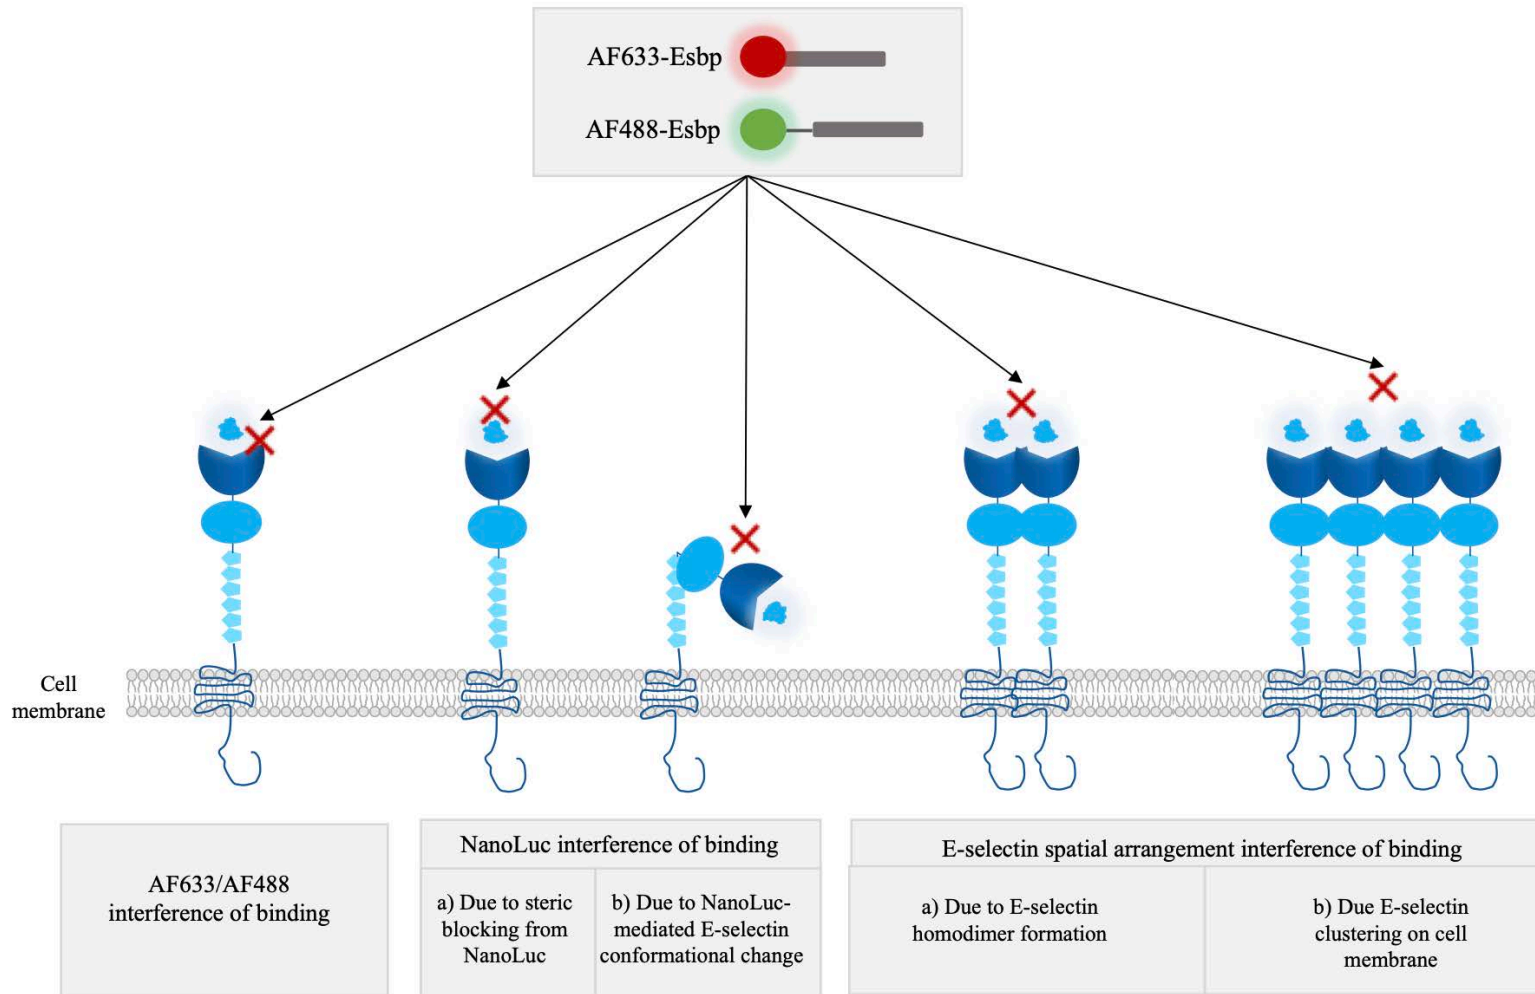 AF633-Esbp
AF488-Esbp
Cell
membrane
AF633/AF488
interference of binding
NanoLuc interference of binding
a) Due to steric
blocking from
NanoLuc
b) Due to NanoLuc-
mediated E-selectin
conformational change
E-selectin spatial arrangement interference of binding
a) Due to E-selectin
homodimer formation
b) Due E-selectin
clustering on cell
membrane